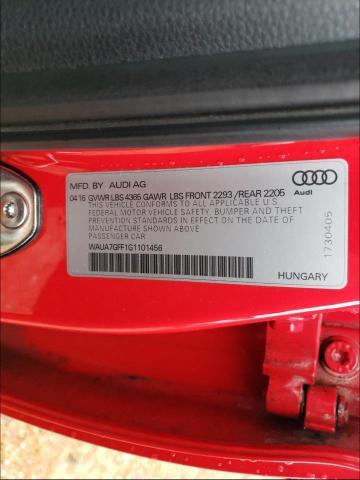 MFD. BY AUDI AG
04 16 GVWR LBS 4365 GAWR LBS FRONT 2293 / REAR 2205
THIS VEHICLE CONFORMS TO ALL APPLICABLE U.S.
FEDERAL MOTOR VEHICLE SAFETY, BUMPER AND THEFT
PREVENTION STANDARDS IN EFFECT ON THE DATE OF
MANUFACTURE SHOWN ABOVE
PASSENGER CAR
WAUA7GFF1G1101456
Audi
HUNGARY
1730405